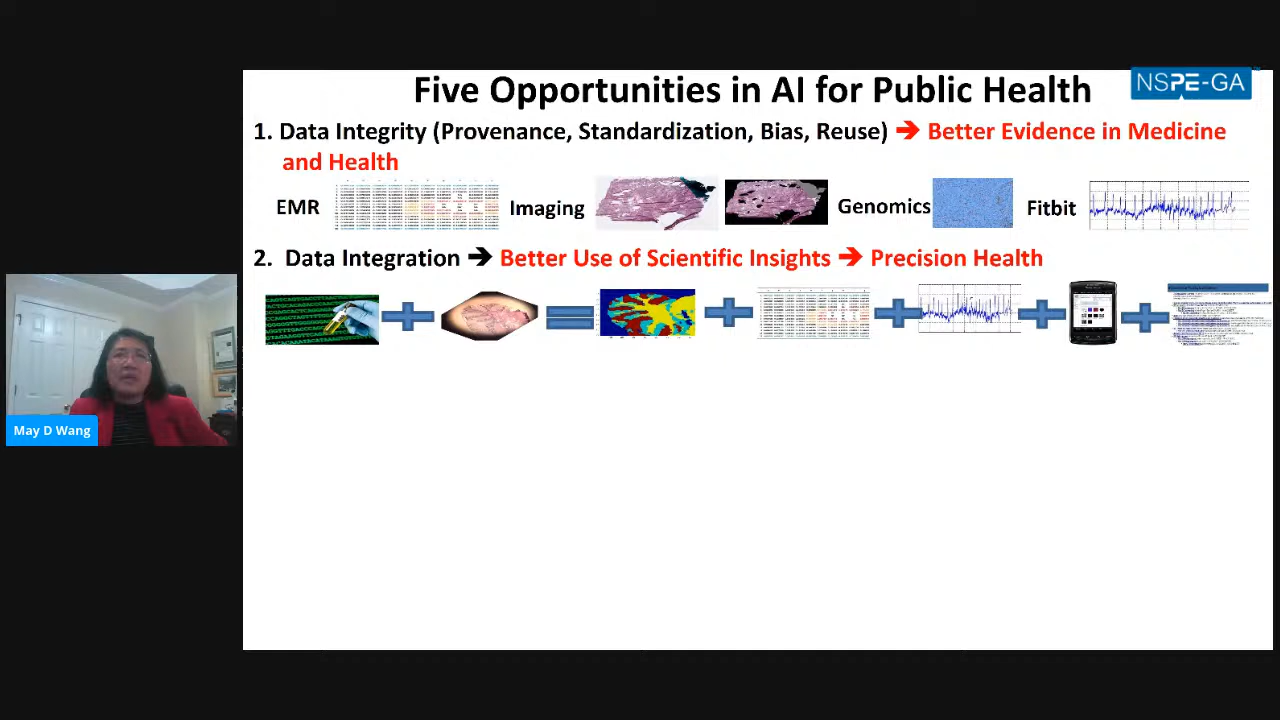 Five Opportunities in AI for Public Health
NSPE-GA
1. Data Integrity (Provenance, Standardization, Bias, Reuse) ➔ Better Evidence in Medicine
and Health
EMR
Imaging
Genomics
Fitbit
2. Data Integration ➔ Better Use of Scientific Insights ➔ Precision Health
May D Wang